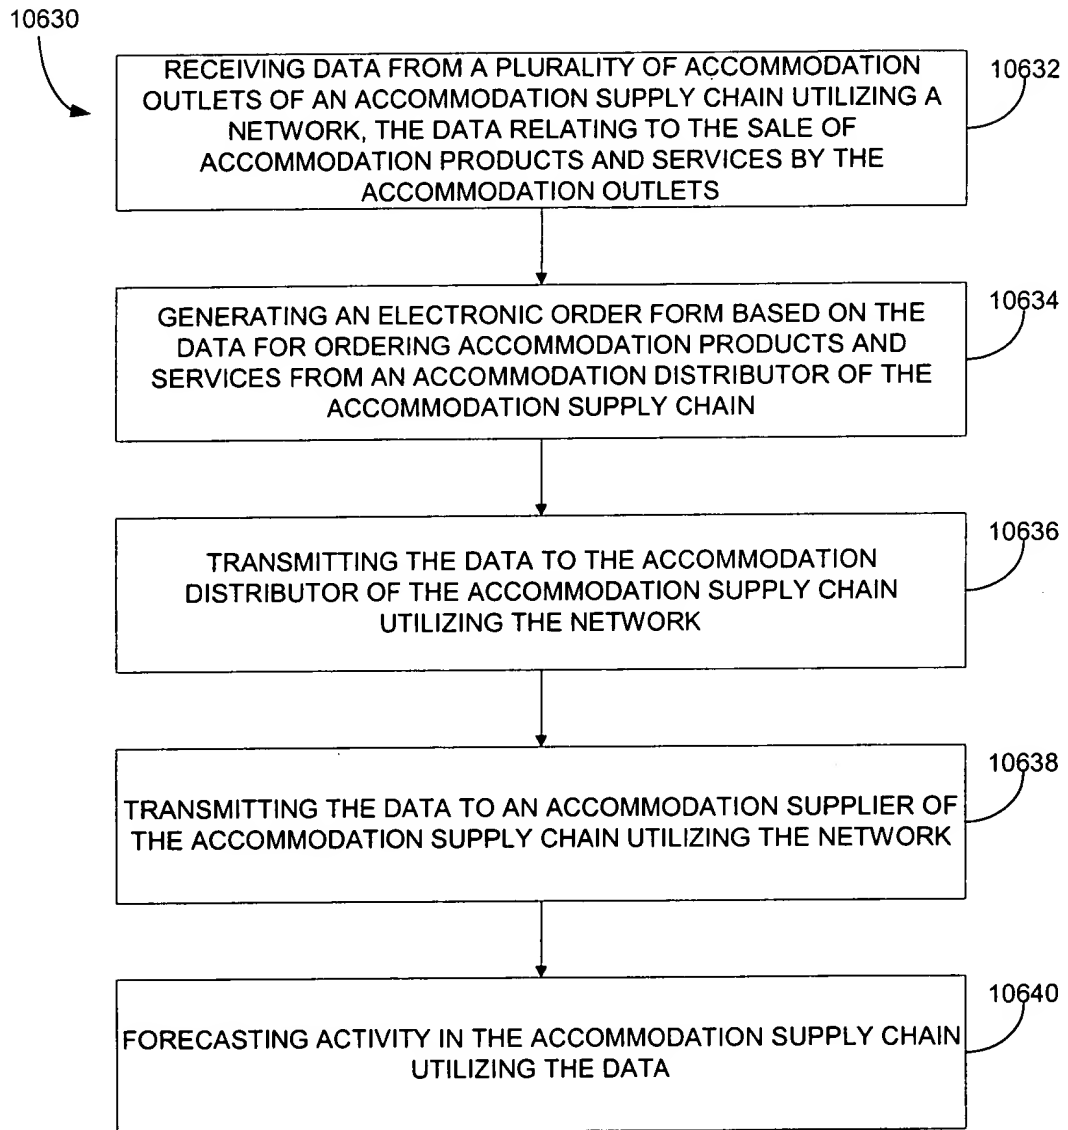 10630
RECEIVING DATA FROM A PLURALITY OF ACCOMMODATION
OUTLETS OF AN ACCOMMODATION SUPPLY CHAIN UTILIZING A
NETWORK, THE DATA RELATING TO THE SALE OF
ACCOMMODATION PRODUCTS AND SERVICES BY THE
ACCOMMODATION OUTLETS
10632
GENERATING AN ELECTRONIC ORDER FORM BASED ON THE
DATA FOR ORDERING ACCOMMODATION PRODUCTS AND
SERVICES FROM AN ACCOMMODATION DISTRIBUTOR OF THE
ACCOMMODATION SUPPLY CHAIN
10634
TRANSMITTING THE DATA TO THE ACCOMMODATION
DISTRIBUTOR OF THE ACCOMMODATION SUPPLY CHAIN
UTILIZING THE NETWORK
10636
TRANSMITTING THE DATA TO AN ACCOMMODATION SUPPLIER OF
THE ACCOMMODATION SUPPLY CHAIN UTILIZING THE NETWORK
10638
FORECASTING ACTIVITY IN THE ACCOMMODATION SUPPLY CHAIN
UTILIZING THE DATA
10640